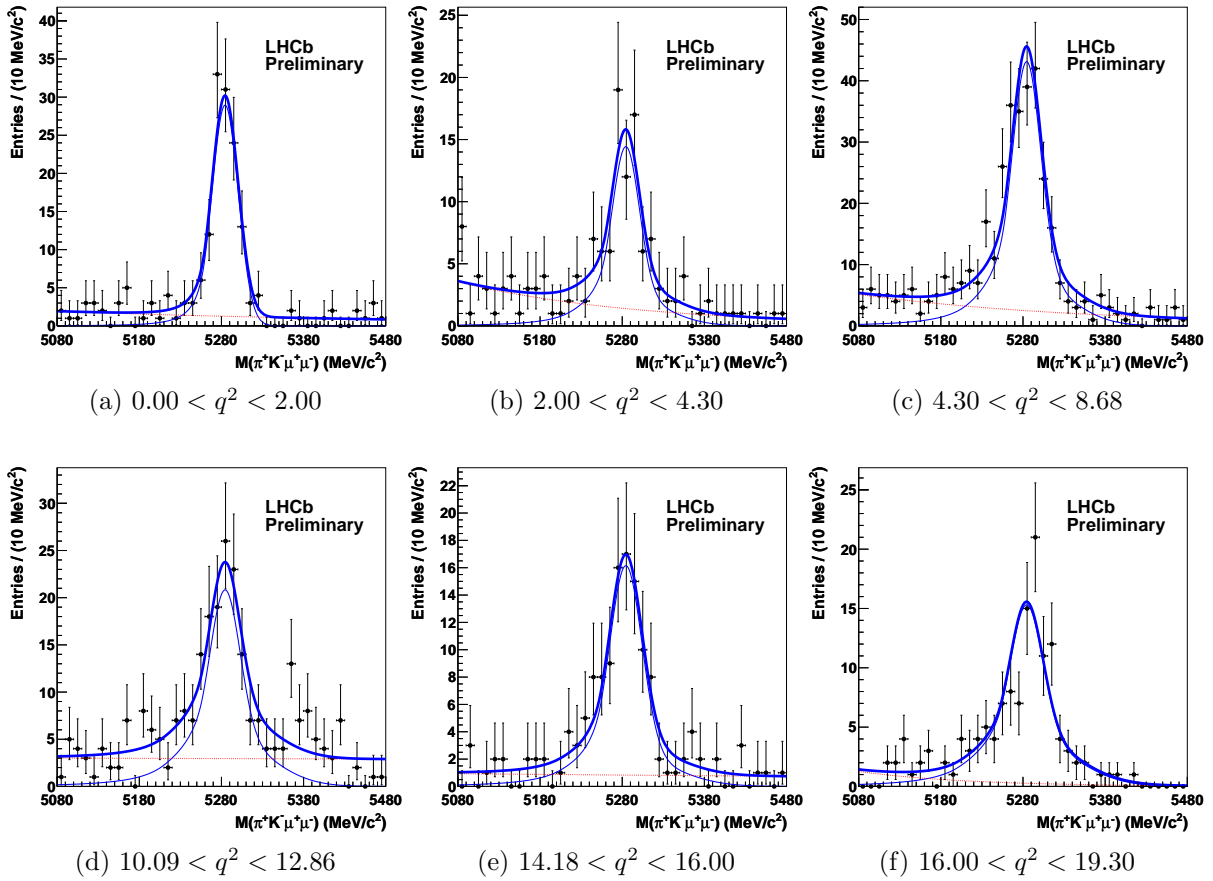 Entries / (10 MeV/c²)
40
35
30
25
20
15
10
5
0
LHCb
Preliminary
5080 5180 5280 5380 5480
M(π⁺K⁻μ⁺μ⁻) (MeV/c²)
(a) 0.00 < q² < 2.00
Entries / (10 MeV/c²)
25
20
15
10
5
0
LHCb
Preliminary
5080 5180 5280 5380 5480
M(π⁺K⁻μ⁺μ⁻) (MeV/c²)
(b) 2.00 < q² < 4.30
Entries / (10 MeV/c²)
50
40
30
20
10
0
LHCb
Preliminary
5080 5180 5280 5380 5480
M(π⁺K⁻μ⁺μ⁻) (MeV/c²)
(c) 4.30 < q² < 8.68
Entries / (10 MeV/c²)
30
25
20
15
10
5
0
LHCb
Preliminary
5080 5180 5280 5380 5480
M(π⁺K⁻μ⁺μ⁻) (MeV/c²)
(d) 10.09 < q² < 12.86
Entries / (10 MeV/c²)
22
20
18
16
14
12
10
8
6
4
2
0
LHCb
Preliminary
5080 5180 5280 5380 5480
M(π⁺K⁻μ⁺μ⁻) (MeV/c²)
(e) 14.18 < q² < 16.00
Entries / (10 MeV/c²)
25
20
15
10
5
0
LHCb
Preliminary
5080 5180 5280 5380 5480
M(π⁺K⁻μ⁺μ⁻) (MeV/c²)
(f) 16.00 < q² < 19.30